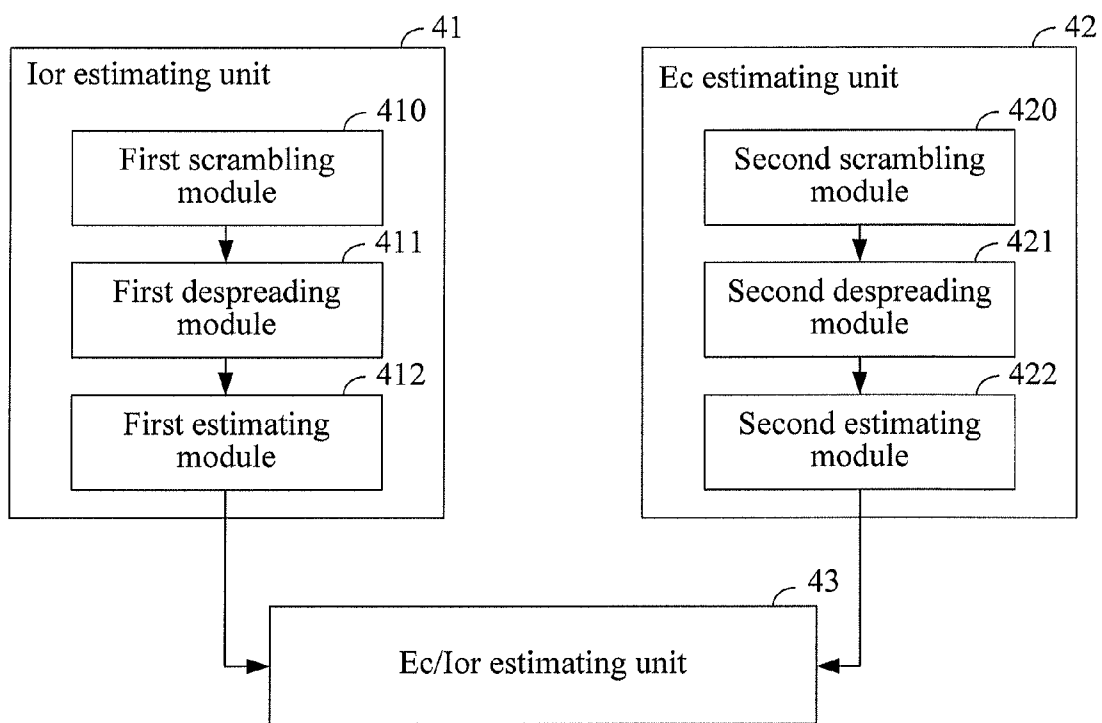 41
Ior estimating unit
410
First scrambling
module
411
First despreading
module
412
First estimating
module
42
Ec estimating unit
420
Second scrambling
module
421
Second despreading
module
422
Second estimating
module
43
Ec/Ior estimating unit